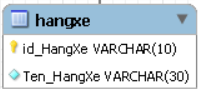 hangxe
id_HangXe VARCHAR(10)
Ten_HangXe VARCHAR(30)